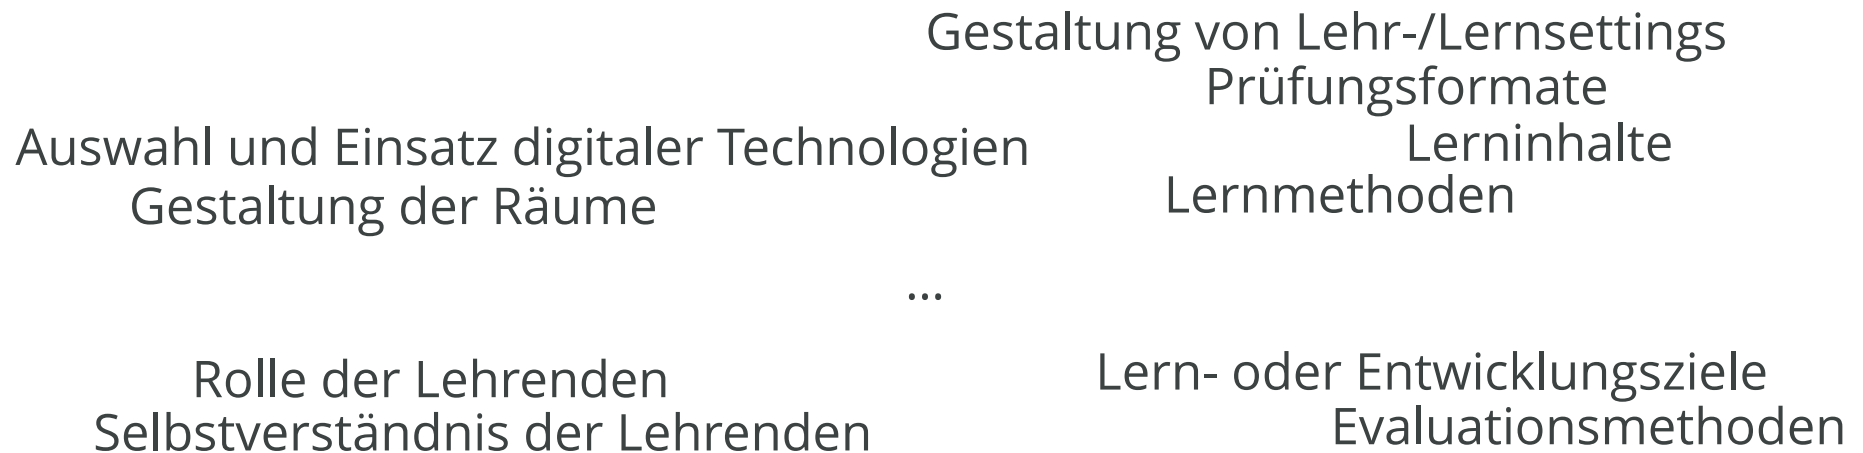 Gestaltung von Lehr-/Lernsettings
Prüfungsformate
Auswahl und Einsatz digitaler Technologien
Lerninhalte
Gestaltung der Räume
Lernmethoden
...
Rolle der Lehrenden
Selbstverständnis der Lehrenden
Lern- oder Entwicklungsziele
Evaluationsmethoden